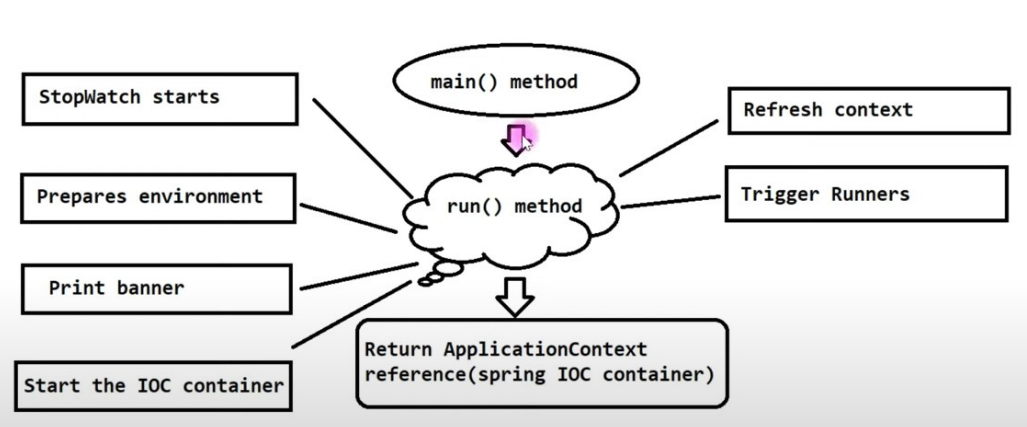 main() method
StopWatch starts
Prepares environment
Print banner
Start the IOC container
run() method
Refresh context
Trigger Runners
Return ApplicationContext
reference(spring IOC container)